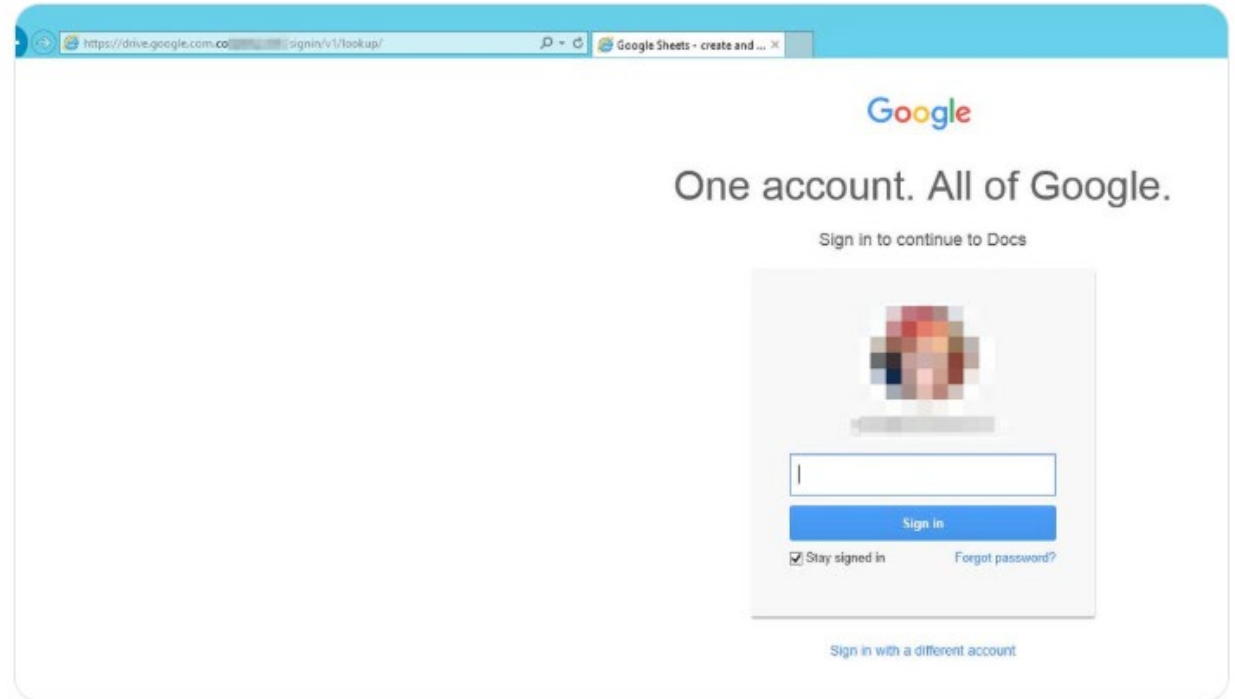 https://drive.google.com.co signin/v1/lookup/
Google Sheets - create and ...
Google
One account. All of Google.
Sign in to continue to Docs
Sign in
Stay signed in Forgot password?
Sign in with a different account